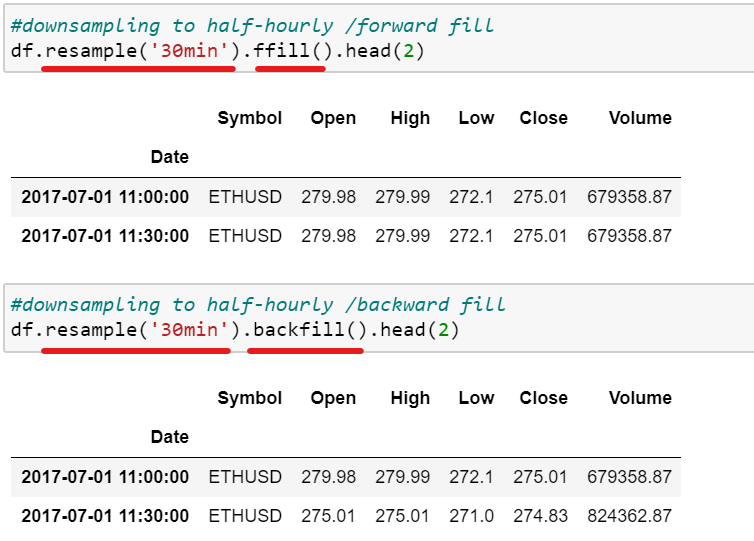 #downsampling to half-hourly /forward fill
df.resample('30min').ffill().head(2)
Symbol Open High Low Close Volume
Date
2017-07-01 11:00:00 ETHUSD 279.98 279.99 272.1 275.01 679358.87
2017-07-01 11:30:00 ETHUSD 279.98 279.99 272.1 275.01 679358.87
#downsampling to half-hourly /backward fill
df.resample('30min').backfill().head(2)
Symbol Open High Low Close Volume
Date
2017-07-01 11:00:00 ETHUSD 279.98 279.99 272.1 275.01 679358.87
2017-07-01 11:30:00 ETHUSD 275.01 275.01 271.0 274.83 824362.87